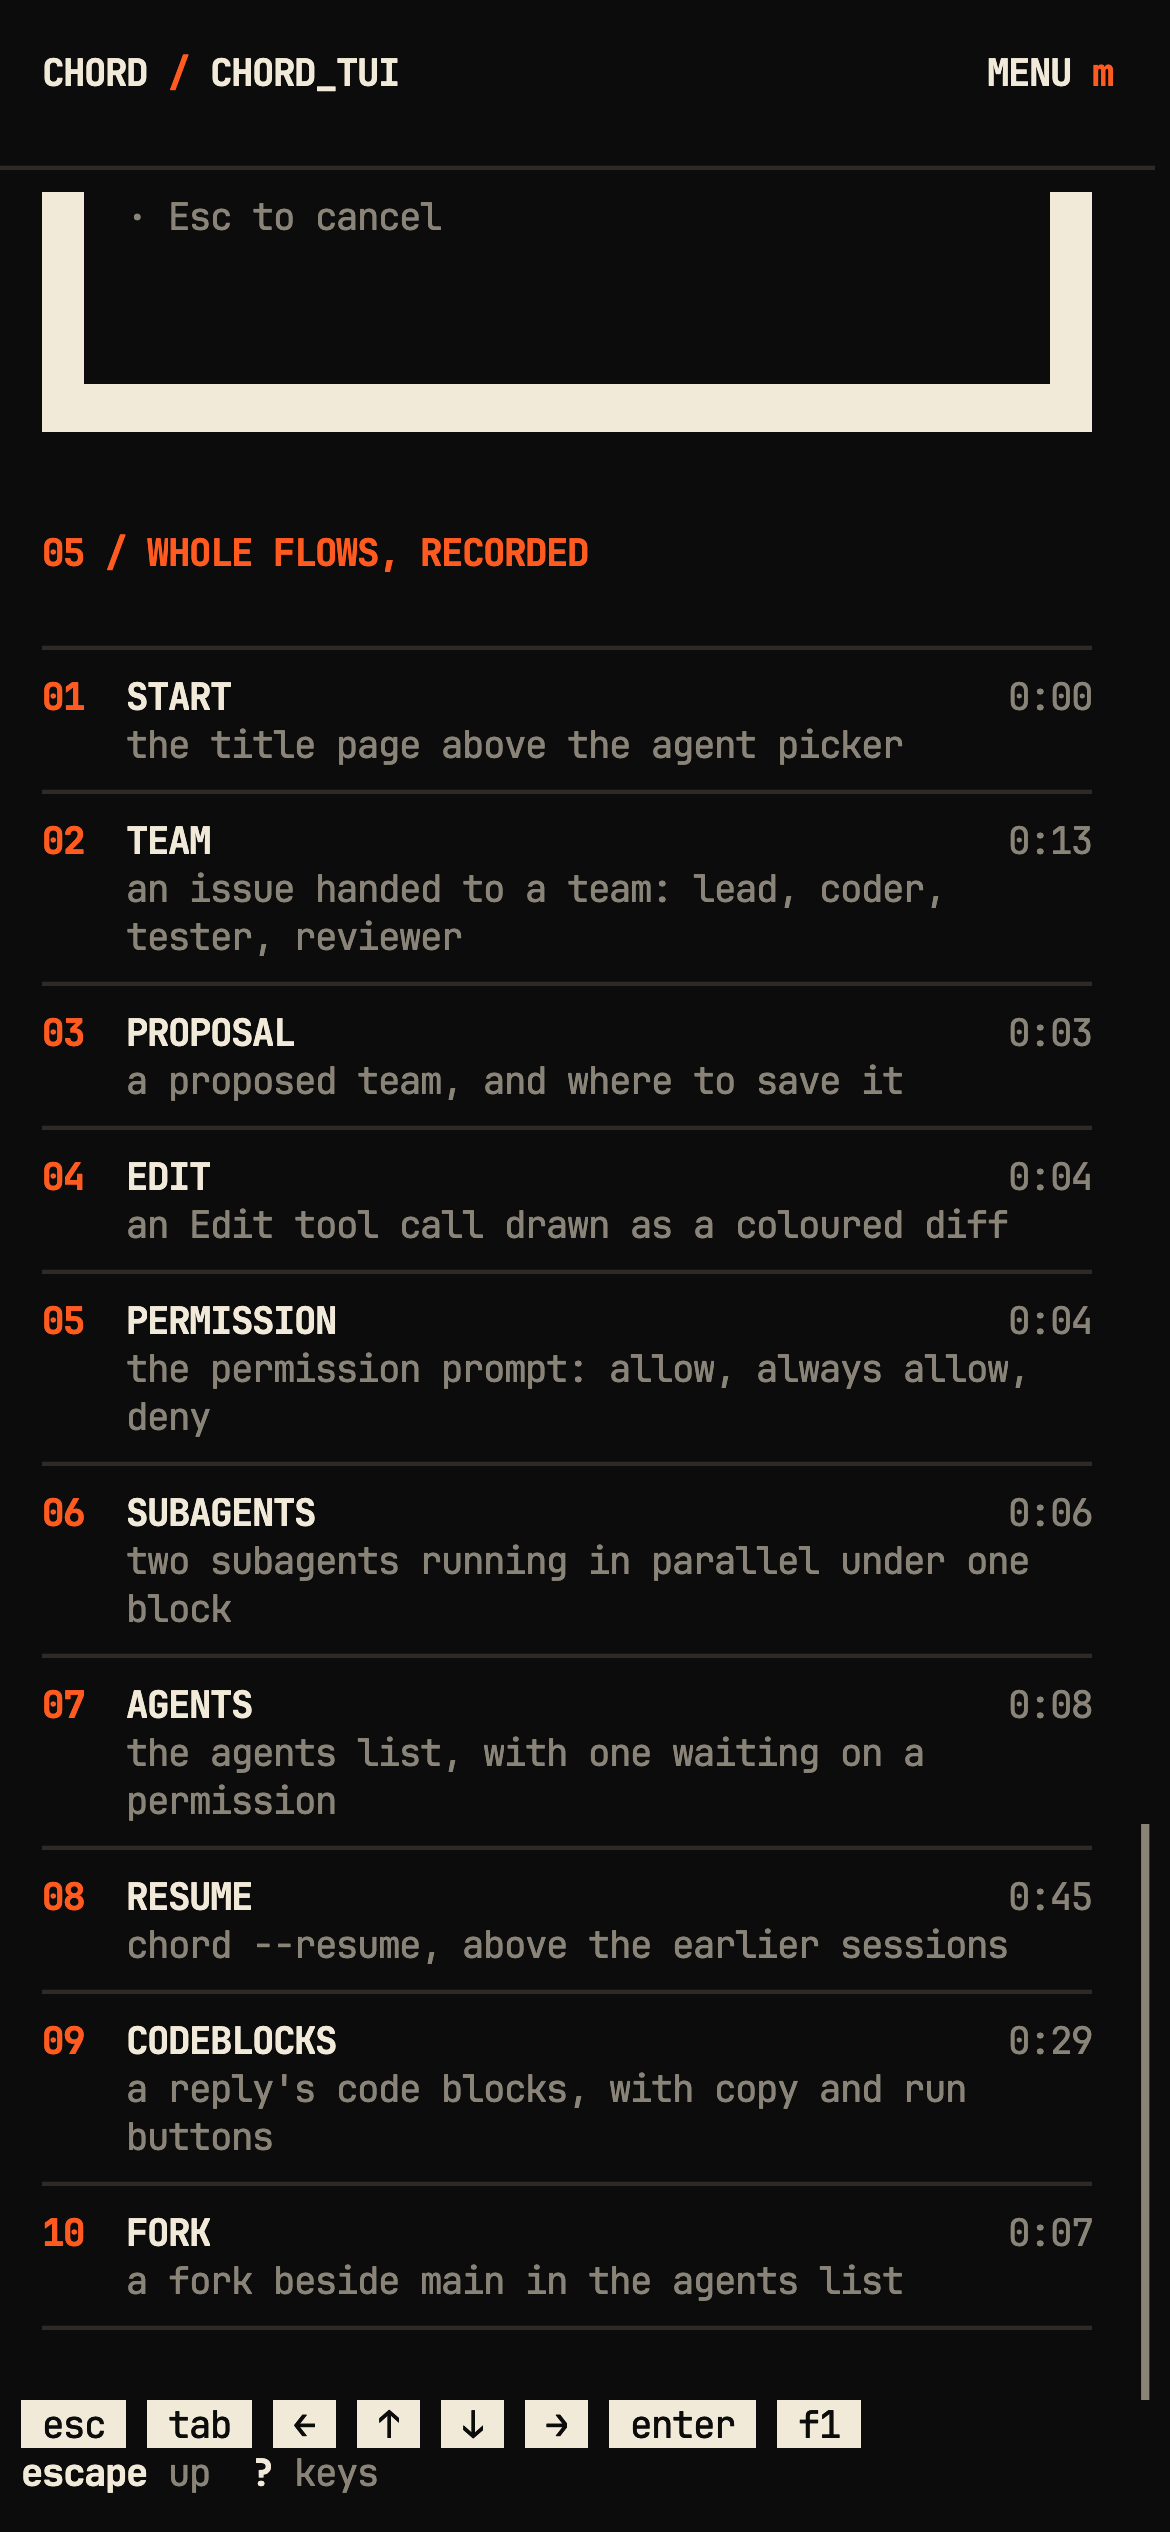 CHORD / CHORD_TUI
MENU m
· Esc to cancel
05 / WHOLE FLOWS, RECORDED
01 START 0:00
the title page above the agent picker
02 TEAM 0:13
an issue handed to a team: lead, coder,
tester, reviewer
03 PROPOSAL 0:03
a proposed team, and where to save it
04 EDIT 0:04
an Edit tool call drawn as a coloured diff
05 PERMISSION 0:04
the permission prompt: allow, always allow,
deny
06 SUBAGENTS 0:06
two subagents running in parallel under one
block
07 AGENTS 0:08
the agents list, with one waiting on a
permission
08 RESUME 0:45
chord --resume, above the earlier sessions
09 CODEBLOCKS 0:29
a reply's code blocks, with copy and run
buttons
10 FORK 0:07
a fork beside main in the agents list
esc tab ← ↑ ↓ → enter f1
escape up ? keys